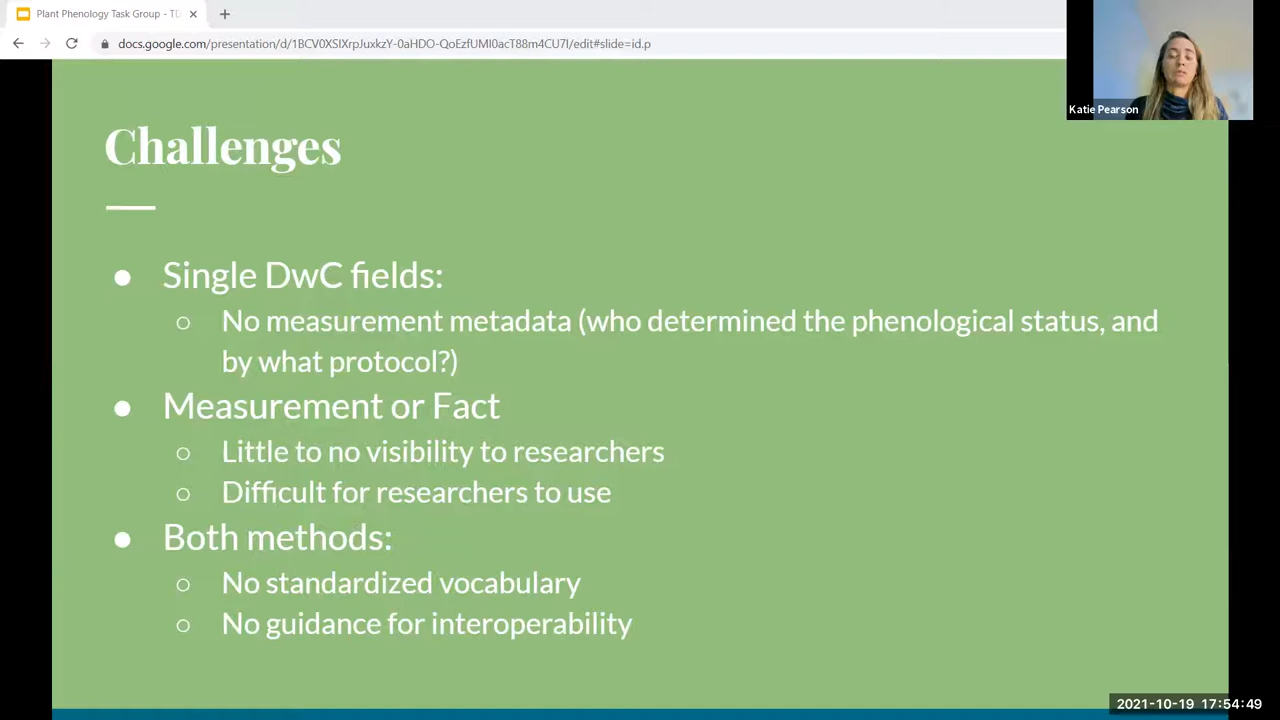 Plant Phenology Task Group - T
docs.google.com/presentation/d/1BCV0XSIXrpJuxkzY-0aHDO-QoEzfUMI0acT88m4CU7I/edit#slide=id.p
Katie Pearson
Challenges
● Single DwC fields:
○ No measurement metadata (who determined the phenological status, and
by what protocol?)
● Measurement or Fact
○ Little to no visibility to researchers
○ Difficult for researchers to use
● Both methods:
○ No standardized vocabulary
○ No guidance for interoperability
2021-10-19 17:54:49